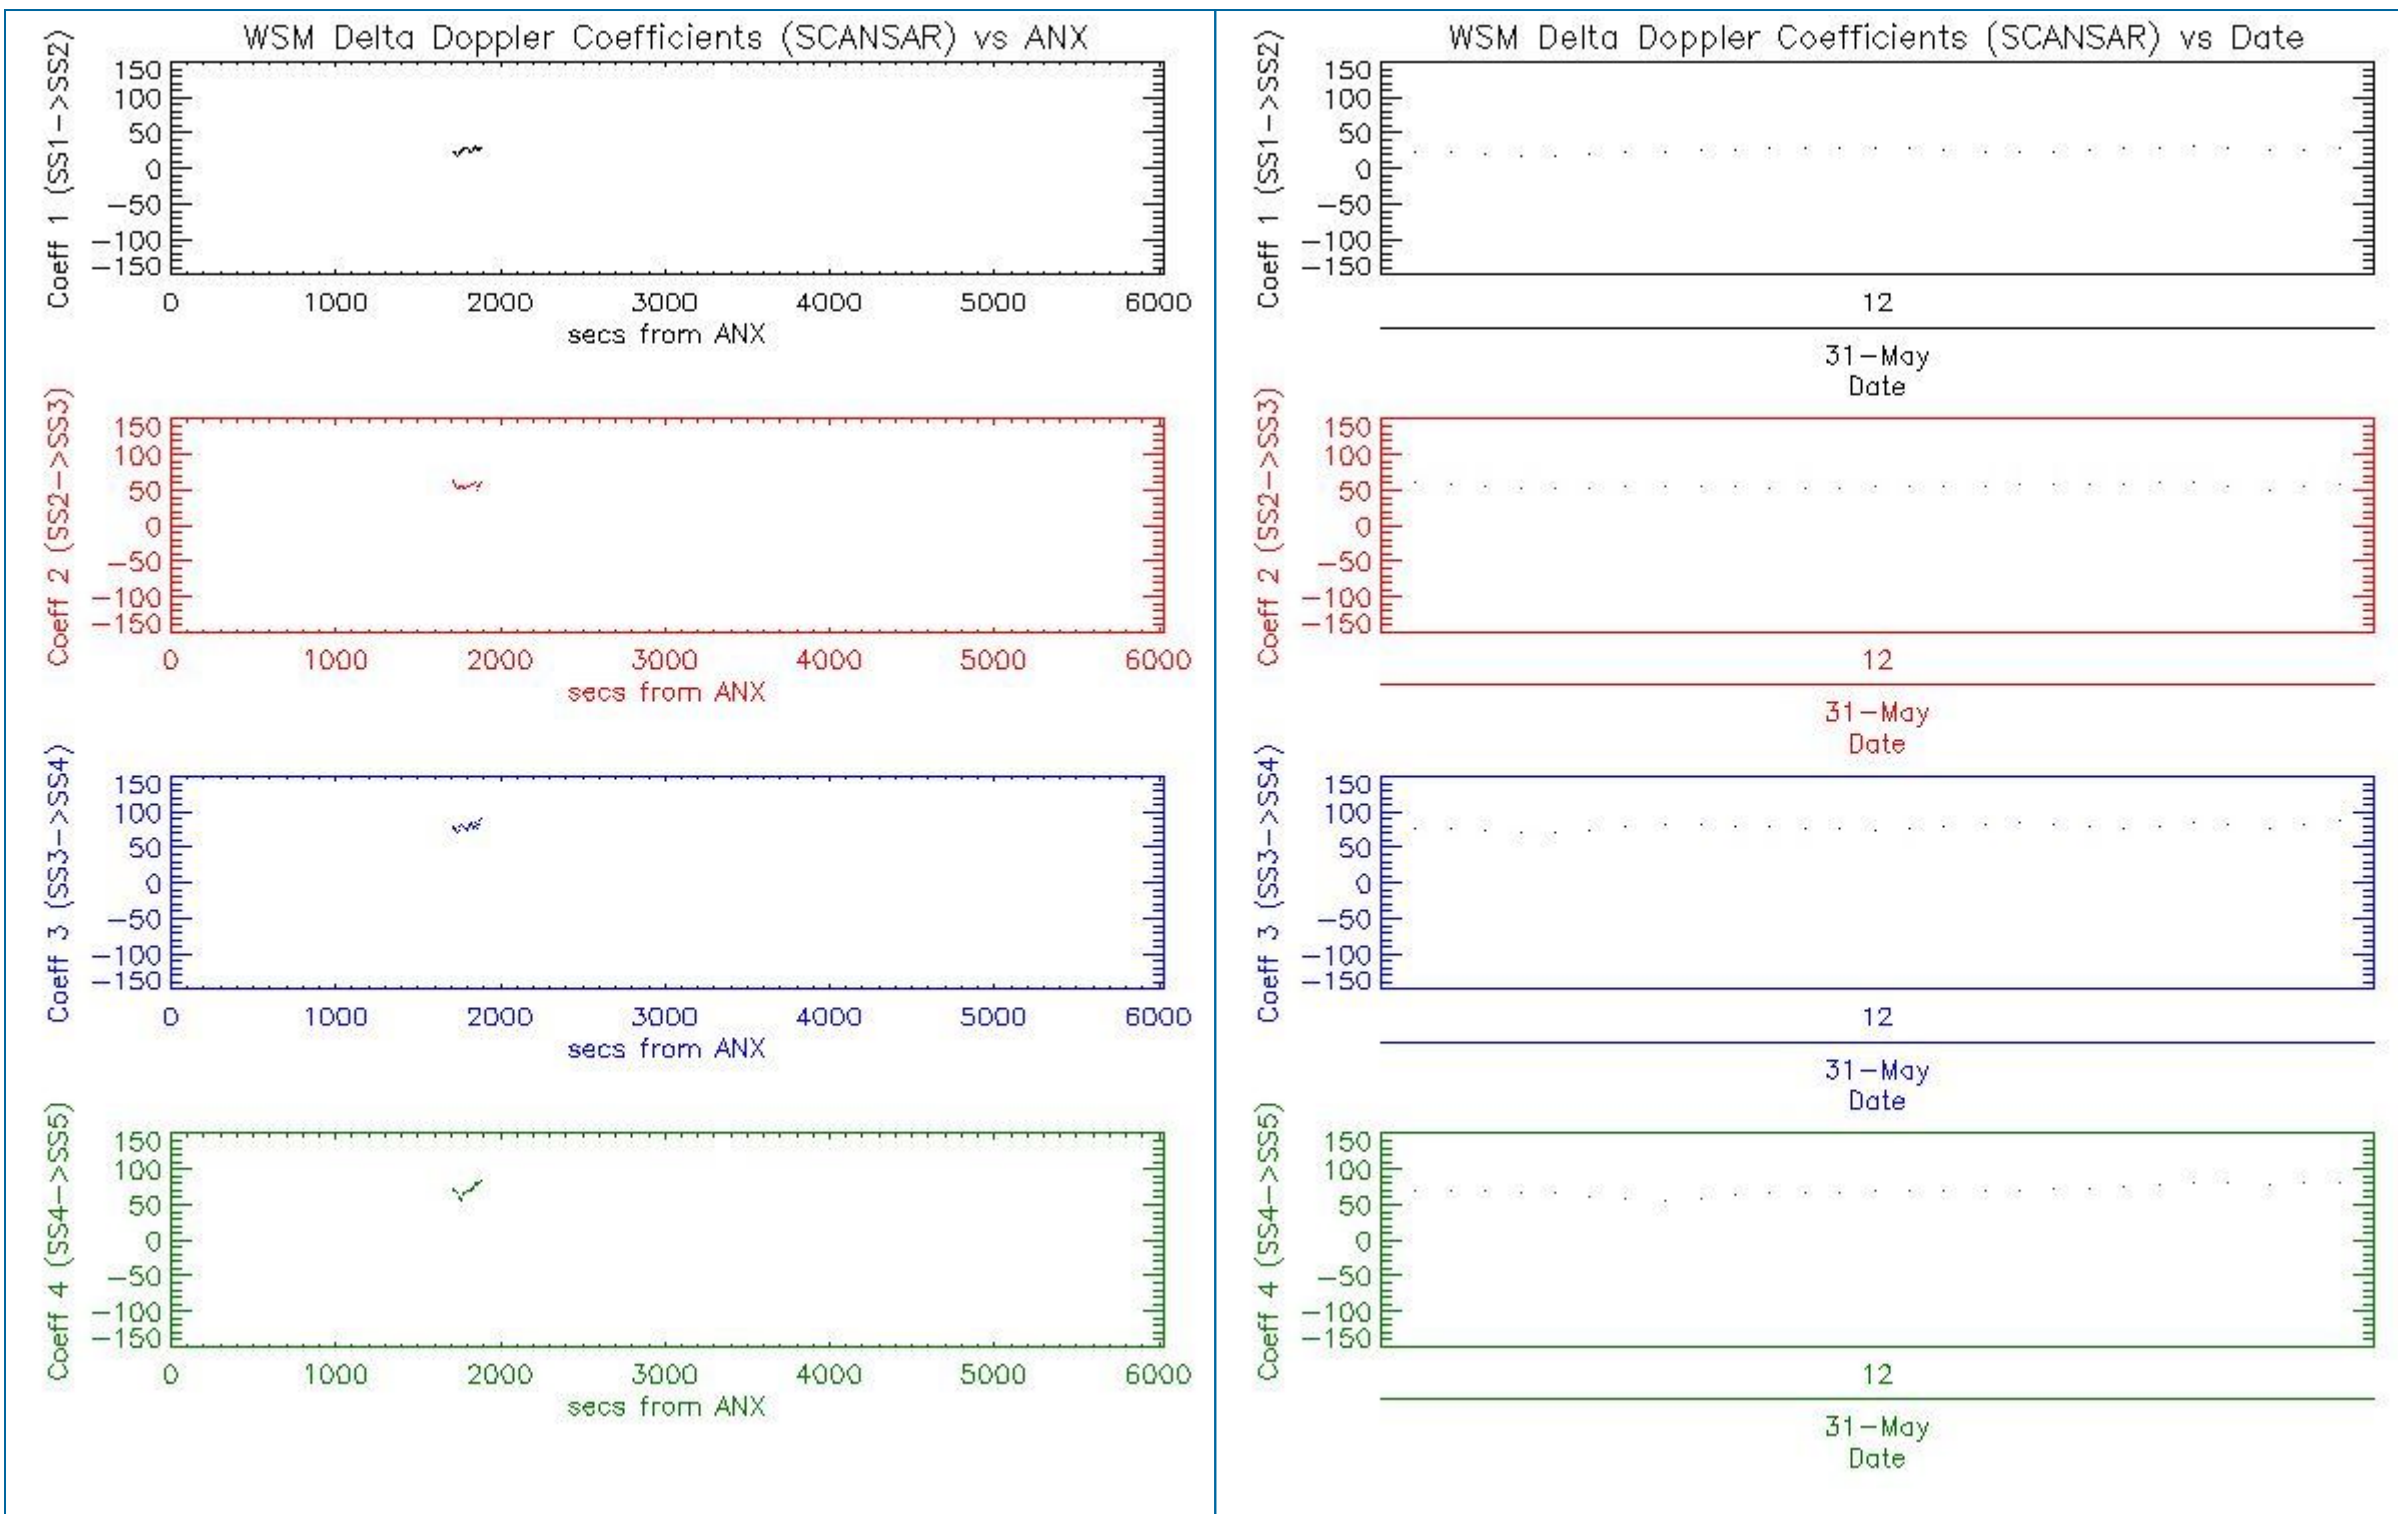 WSM Delta Doppler Coefficients (SCANSAR) vs ANX
Coeff 1 (SS1->SS2)
150
100
50
0
-50
-100
-150
0 1000 2000 3000 4000 5000 6000
secs from ANX
Coeff 2 (SS2->SS3)
150
100
50
0
-50
-100
-150
0 1000 2000 3000 4000 5000 6000
secs from ANX
Coeff 3 (SS3->SS4)
150
100
50
0
-50
-100
-150
0 1000 2000 3000 4000 5000 6000
secs from ANX
Coeff 4 (SS4->SS5)
150
100
50
0
-50
-100
-150
0 1000 2000 3000 4000 5000 6000
secs from ANX
WSM Delta Doppler Coefficients (SCANSAR) vs Date
Coeff 1 (SS1->SS2)
150
100
50
0
-50
-100
-150
12
31-May
Date
Coeff 2 (SS2->SS3)
150
100
50
0
-50
-100
-150
12
31-May
Date
Coeff 3 (SS3->SS4)
150
100
50
0
-50
-100
-150
12
31-May
Date
Coeff 4 (SS4->SS5)
150
100
50
0
-50
-100
-150
12
31-May
Date